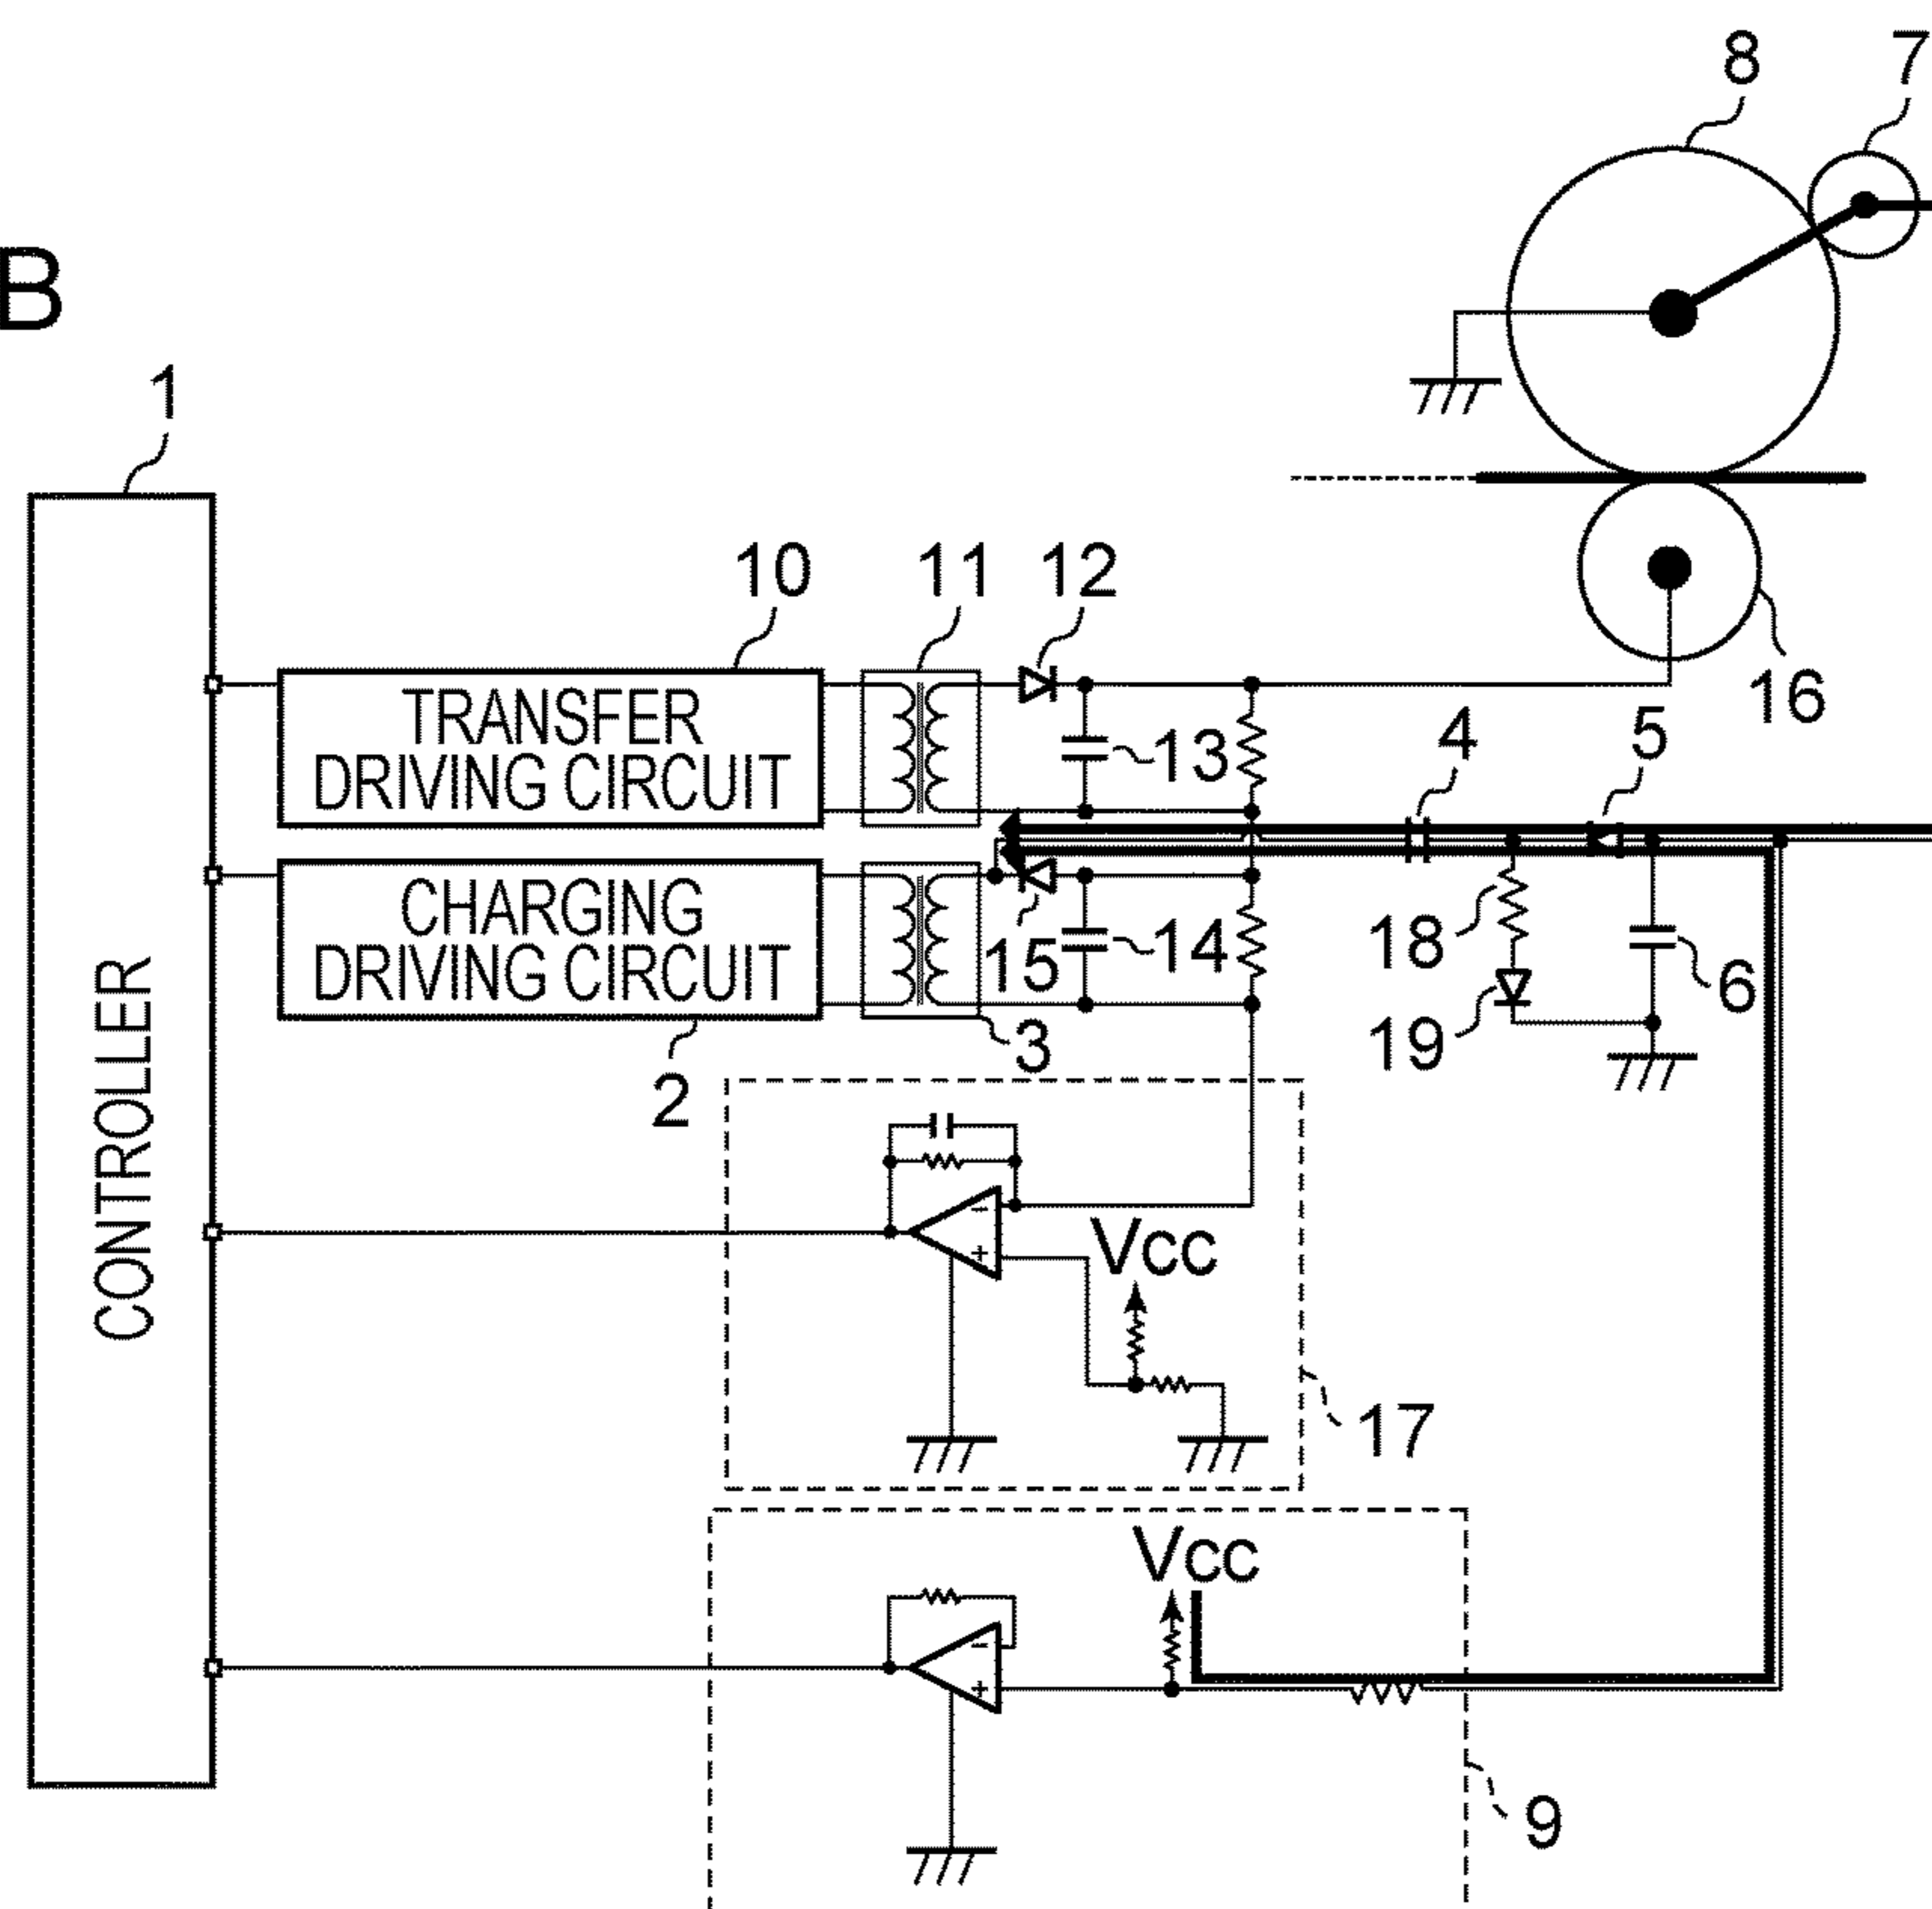 8 7
B
1
10 11 12
TRANSFER
DRIVING CIRCUIT
13
16
4 5
CHARGING
DRIVING CIRCUIT
15 14
18
6
19
3
2
CONTROLLER
−
+
Vcc
17
Vcc
−
+
9